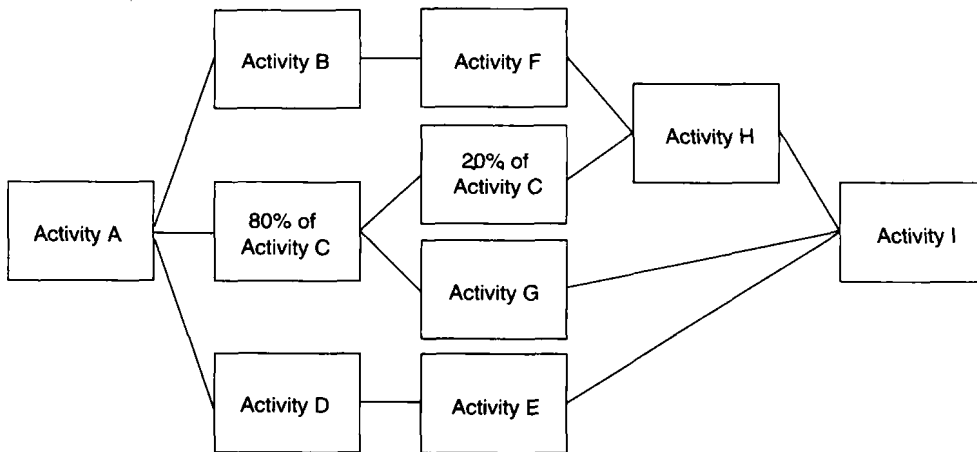 Activity B
Activity F
Activity H
20% of
Activity C
Activity A
80% of
Activity C
Activity I
Activity G
Activity D
Activity E